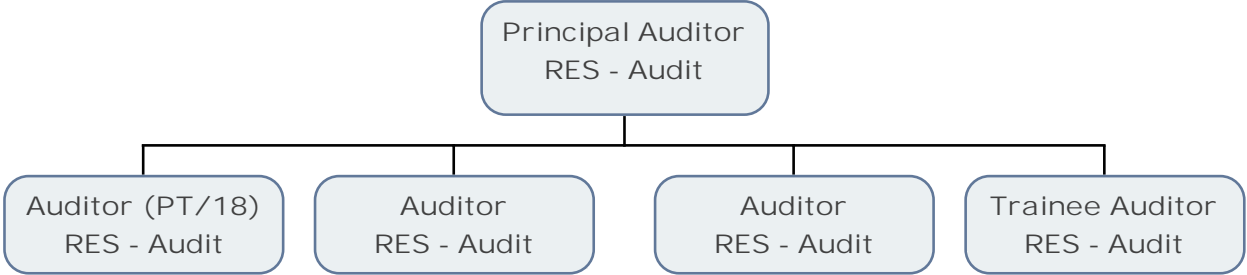 Principal Auditor
RES - Audit
Auditor (PT/18)
RES - Audit
Auditor
RES - Audit
Auditor
RES - Audit
Trainee Auditor
RES - Audit